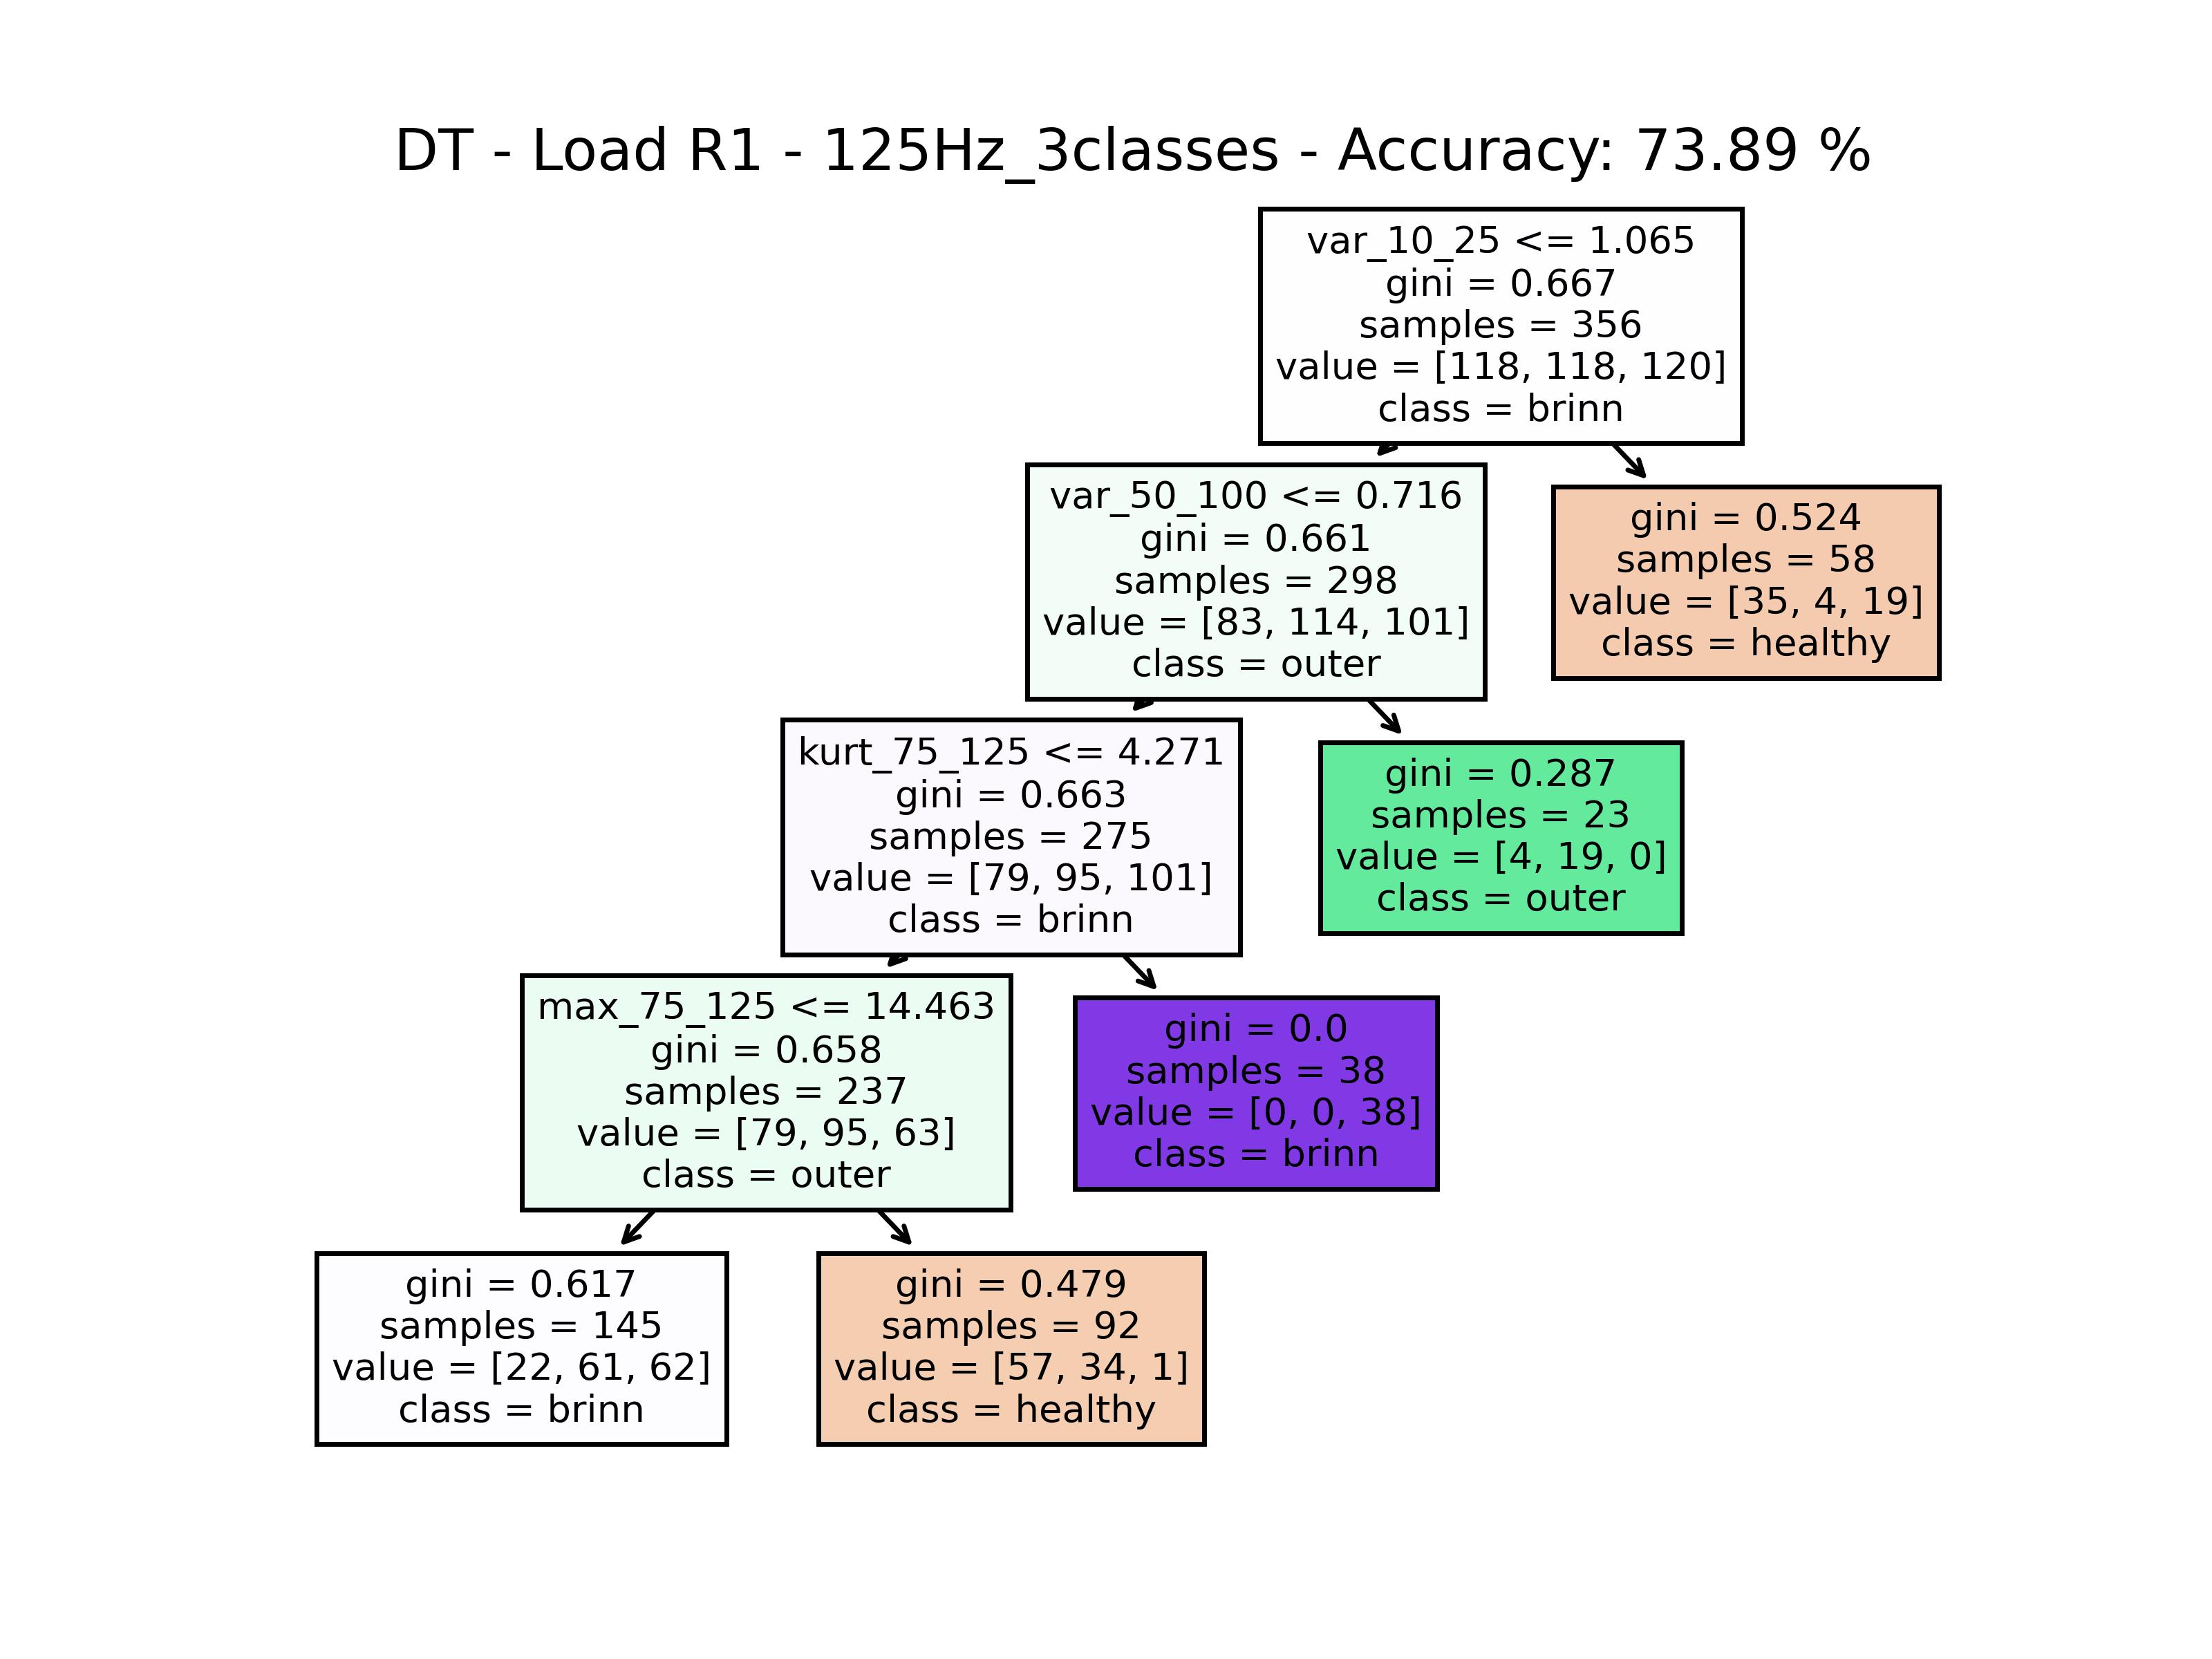 DT - Load R1 - 125Hz_3classes - Accuracy: 73.89 %
var_10_25 <= 1.065
gini = 0.667
samples = 356
value = [118, 118, 120]
class = brinn
var_50_100 <= 0.716
gini = 0.661
samples = 298
value = [83, 114, 101]
class = outer
gini = 0.524
samples = 58
value = [35, 4, 19]
class = healthy
kurt_75_125 <= 4.271
gini = 0.663
samples = 275
value = [79, 95, 101]
class = brinn
gini = 0.287
samples = 23
value = [4, 19, 0]
class = outer
max_75_125 <= 14.463
gini = 0.658
samples = 237
value = [79, 95, 63]
class = outer
gini = 0.0
samples = 38
value = [0, 0, 38]
class = brinn
gini = 0.617
samples = 145
value = [22, 61, 62]
class = brinn
gini = 0.479
samples = 92
value = [57, 34, 1]
class = healthy